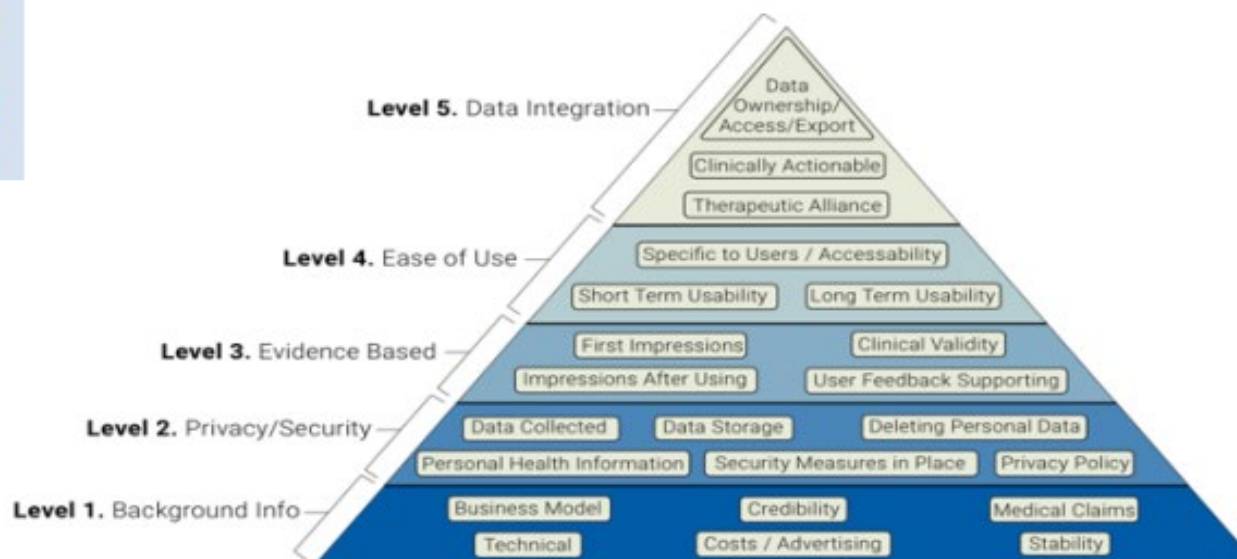 Data
Ownership/
Access/Export
Level 5. Data Integration
Clinically Actionable
Therapeutic Alliance
Level 4. Ease of Use
Specific to Users / Accessability
Short Term Usability
Long Term Usability
Level 3. Evidence Based
First Impressions
Clinical Validity
Impressions After Using
User Feedback Supporting
Level 2. Privacy/Security
Data Collected
Data Storage
Deleting Personal Data
Personal Health Information
Security Measures in Place
Privacy Policy
Level 1. Background Info
Business Model
Credibility
Medical Claims
Technical
Costs / Advertising
Stability